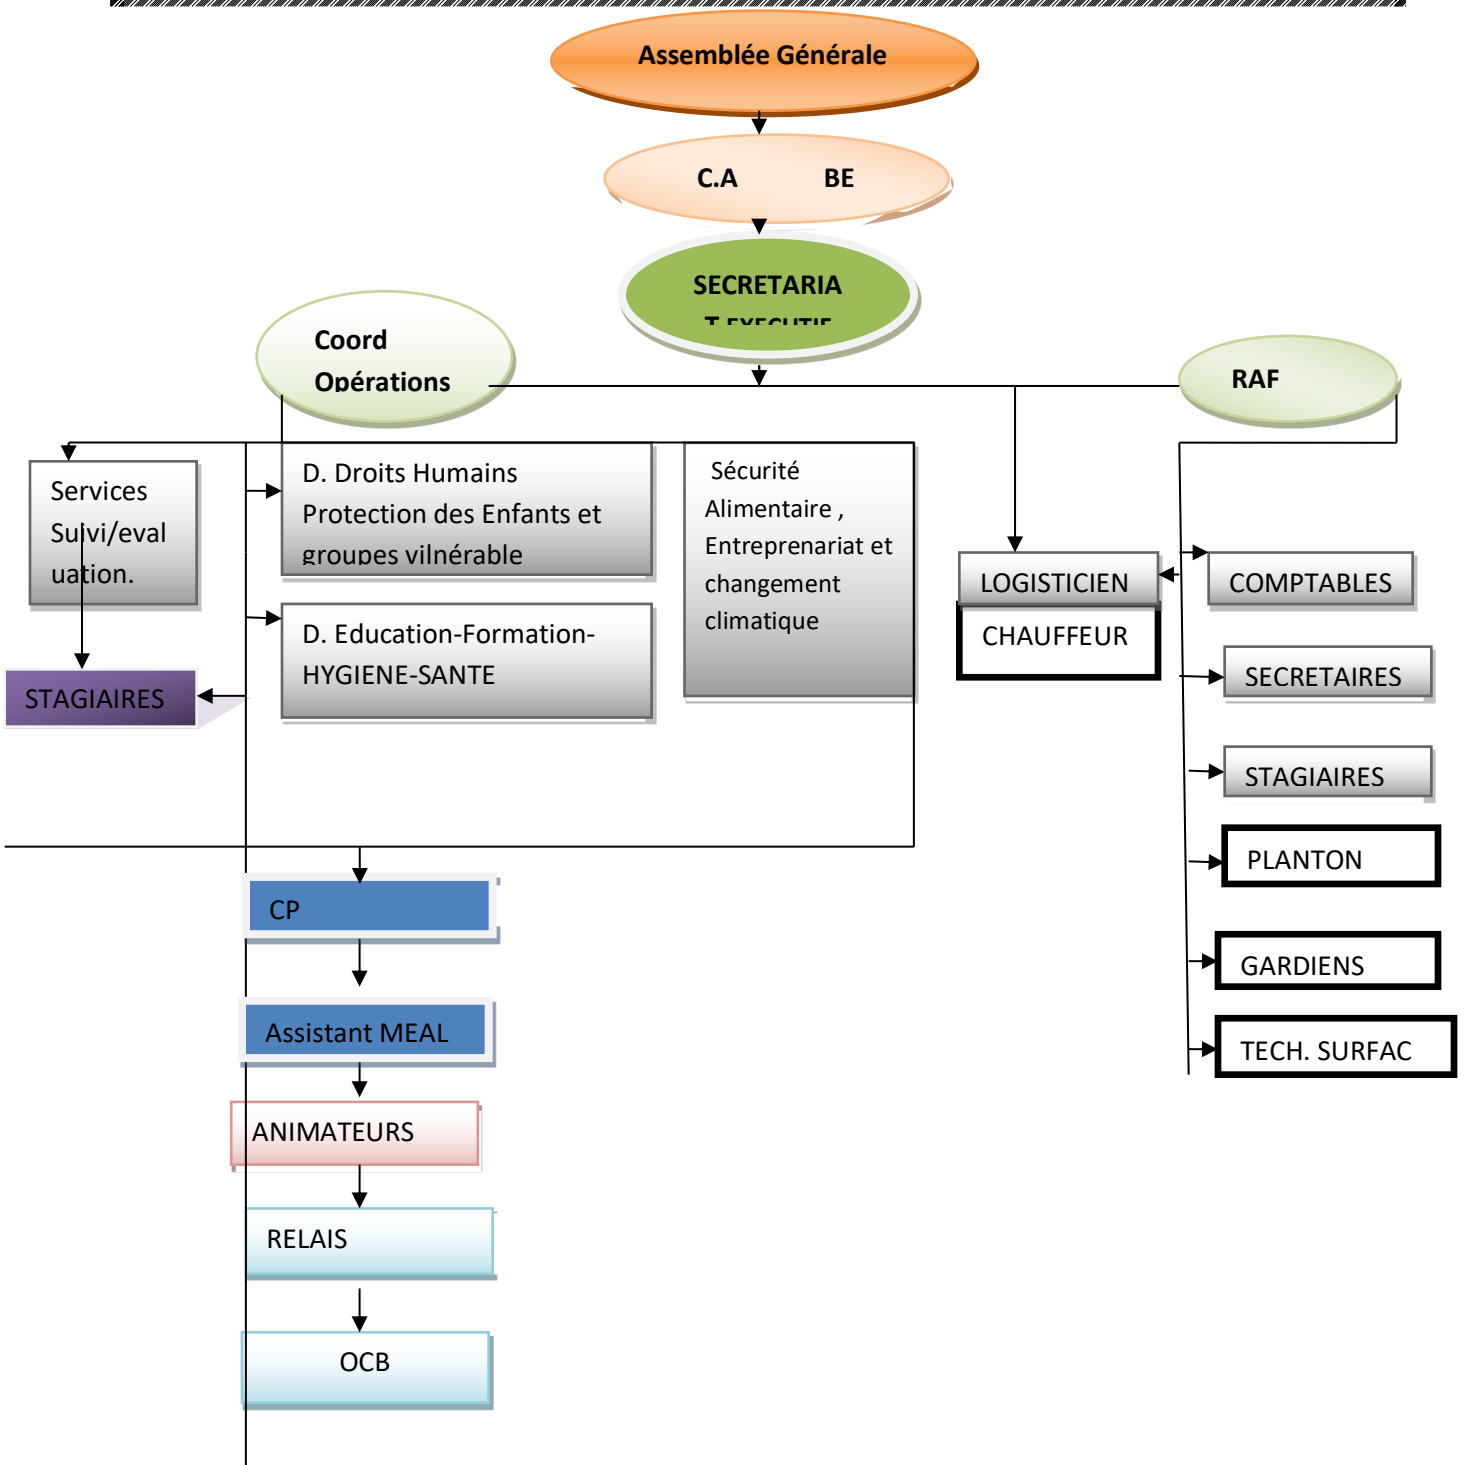 Assemblée Générale
C.A BE
SECRETARIA
T EXECUTIF
Coord
Opérations
RAF
Services
Suivi/eval
uation.
D. Droits Humains
Protection des Enfants et
groupes vilnérable
Sécurité
Alimentaire ,
Entreprenariat et
changement
climatique
D. Education-Formation-
HYGIENE-SANTE
STAGIAIRES
LOGISTICIEN
CHAUFFEUR
COMPTABLES
SECRETAIRES
STAGIAIRES
PLANTON
GARDIENS
TECH. SURFAC
CP
Assistant MEAL
ANIMATEURS
RELAIS
OCB